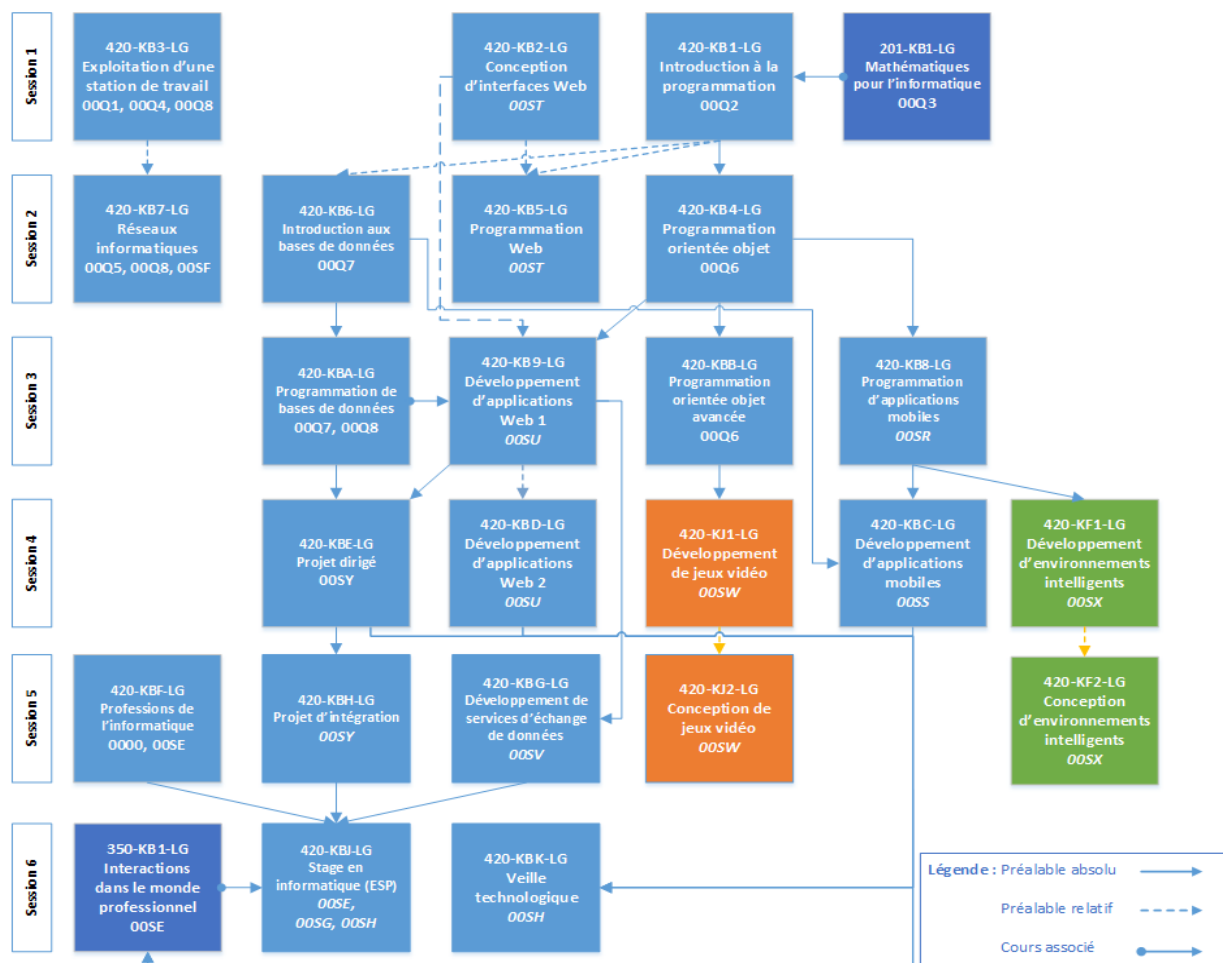 Session 1
420-KB3-LG
Exploitation d'une
station de travail
00Q1, 00Q4, 00Q8
420-KB2-LG
Conception
d'interfaces Web
00ST
420-KB1-LG
Introduction à la
programmation
00Q2
201-KB1-LG
Mathématiques
pour l'informatique
00Q3
Session 2
420-KB7-LG
Réseaux
informatiques
00Q5, 00Q8, 00SF
420-KB6-LG
Introduction aux
bases de données
00Q7
420-KB5-LG
Programmation
Web
00ST
420-KB4-LG
Programmation
orientée objet
00Q6
Session 3
420-KBA-LG
Programmation de
bases de données
00Q7, 00Q8
420-KB9-LG
Développement
d'applications
Web 1
00SU
420-KBB-LG
Programmation
orientée objet
avancée
00Q6
420-KB8-LG
Programmation
d'applications
mobiles
00SR
Session 4
420-KBE-LG
Projet dirigé
00SY
420-KBD-LG
Développement
d'applications
Web 2
00SU
420-KJ1-LG
Développement
de jeux vidéo
00SW
420-KBC-LG
Développement
d'applications
mobiles
00SS
420-KF1-LG
Développement
d'environnements
intelligents
00SX
Session 5
420-KBF-LG
Professions de
l'informatique
0000, 00SE
420-KBH-LG
Projet d'intégration
00SY
420-KBG-LG
Développement de
services d'échange
de données
00SV
420-KJ2-LG
Conception de
jeux vidéo
00SW
420-KF2-LG
Conception
d'environnements
intelligents
00SX
Session 6
350-KB1-LG
Interactions
dans le monde
professionnel
00SE
420-KBJ-LG
Stage en
informatique (ESP)
00SE,
00SG, 00SH
420-KBK-LG
Veille
technologique
00SH
Légende : Préalable absolu
Préalable relatif
Cours associé